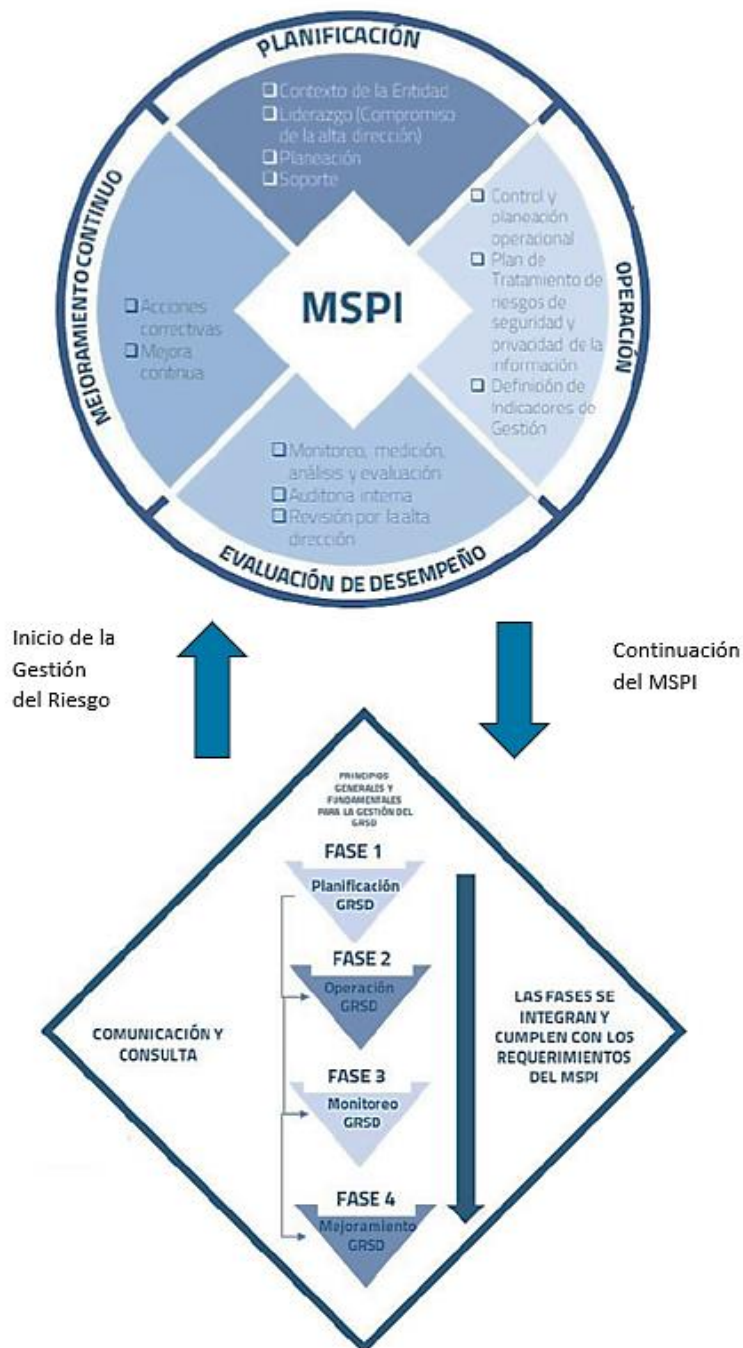 PLANIFICACIÓN
❑Contexto de la Entidad
❑Liderazgo (Compromiso
de la alta dirección)
❑Planeación
❑Soporte
OPERACIÓN
❑ Control y
planeación
operacional
❑ Plan de
Tratamiento de
riesgos de
seguridad y
privacidad de la
información
❑ Definición de
Indicadores de
Gestión
MSPI
MEJORAMIENTO CONTINUO
❑Acciones
correctivas
❑Mejora
continua
❑Monitoreo, medición,
análisis y evaluación
❑Auditoria interna
❑Revisión por la alta
dirección
EVALUACIÓN DE DESEMPEÑO
Inicio de la
Gestión
del Riesgo
Continuación
del MSPI
PRINCIPIOS
GENERALES Y
FUNDAMENTALES
PARA LA GESTIÓN DEL
GRSD
FASE 1
Planificación
GRSD
FASE 2
Operación
GRSD
COMUNICACIÓN Y
CONSULTA
LAS FASES SE
INTEGRAN Y
CUMPLEN CON LOS
REQUERIMIENTOS
DEL MSPI
FASE 3
Monitoreo
GRSD
FASE 4
Mejoramiento
GRSD